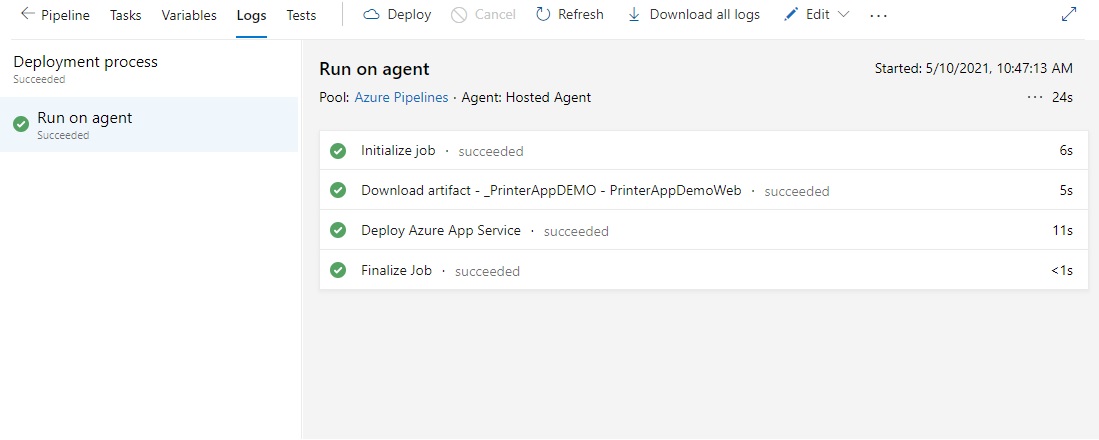 Pipeline Tasks Variables Logs Tests Deploy Cancel Refresh Download all logs Edit ...
Deployment process
Succeeded
Run on agent
Succeeded
Run on agent Started: 5/10/2021, 10:47:13 AM
Pool: Azure Pipelines · Agent: Hosted Agent ... 24s
Initialize job · succeeded 6s
Download artifact - _PrinterAppDEMO - PrinterAppDemoWeb · succeeded 5s
Deploy Azure App Service · succeeded 11s
Finalize Job · succeeded <1s